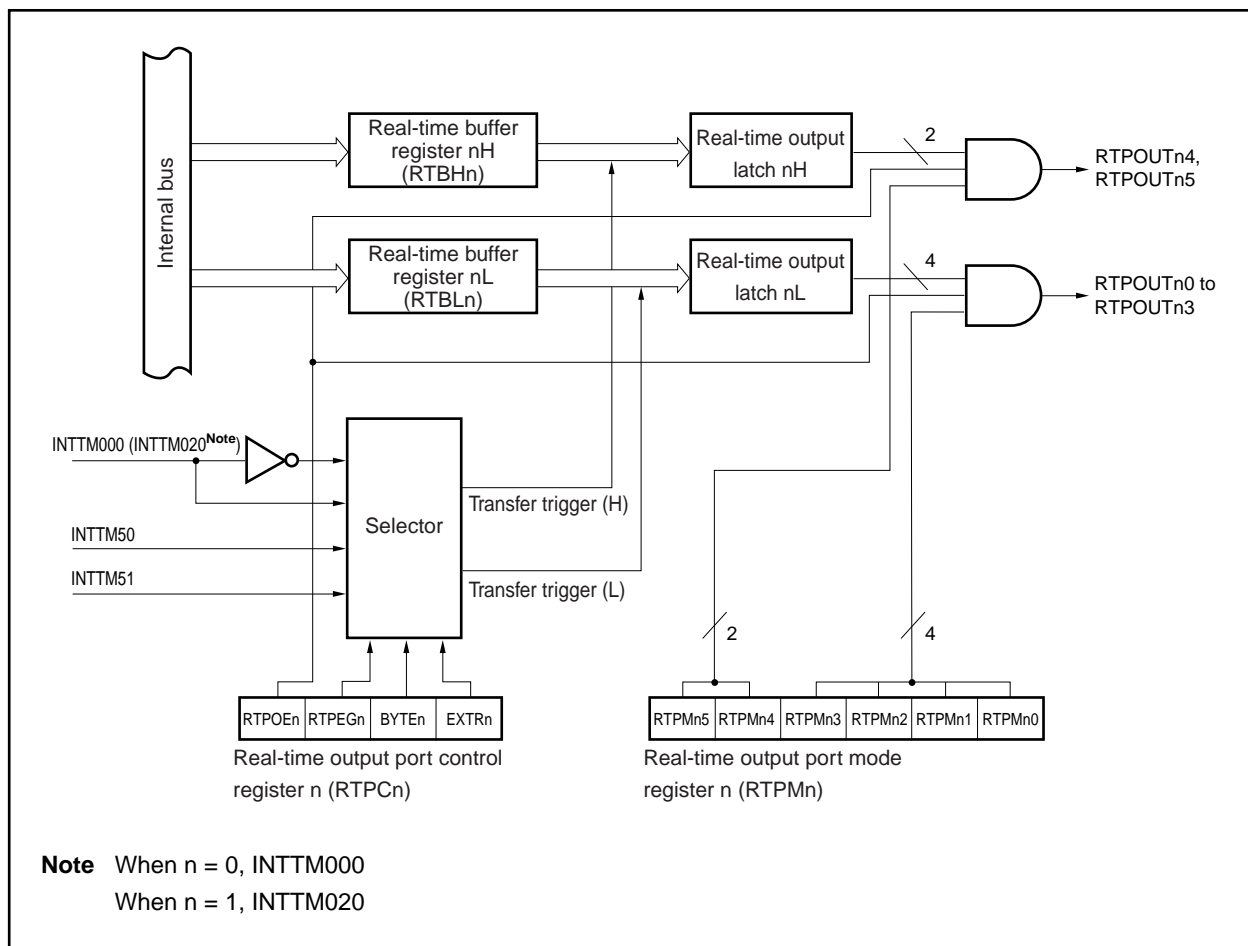 Internal bus
Real-time buffer
register nH
(RTBHn)
Real-time output
latch nH
2
RTPOUTn4,
RTPOUTn5
Real-time buffer
register nL
(RTBLn)
Real-time output
latch nL
4
RTPOUTn0 to
RTPOUTn3
INTTM000 (INTTM020Note)
INTTM50
INTTM51
Selector
Transfer trigger (H)
Transfer trigger (L)
2
4
RTPOEn RTPEGn BYTEn EXTRn
Real-time output port control
register n (RTPCn)
RTPMn5 RTPMn4 RTPMn3 RTPMn2 RTPMn1 RTPMn0
Real-time output port mode
register n (RTPMn)
Note When n = 0, INTTM000
When n = 1, INTTM020